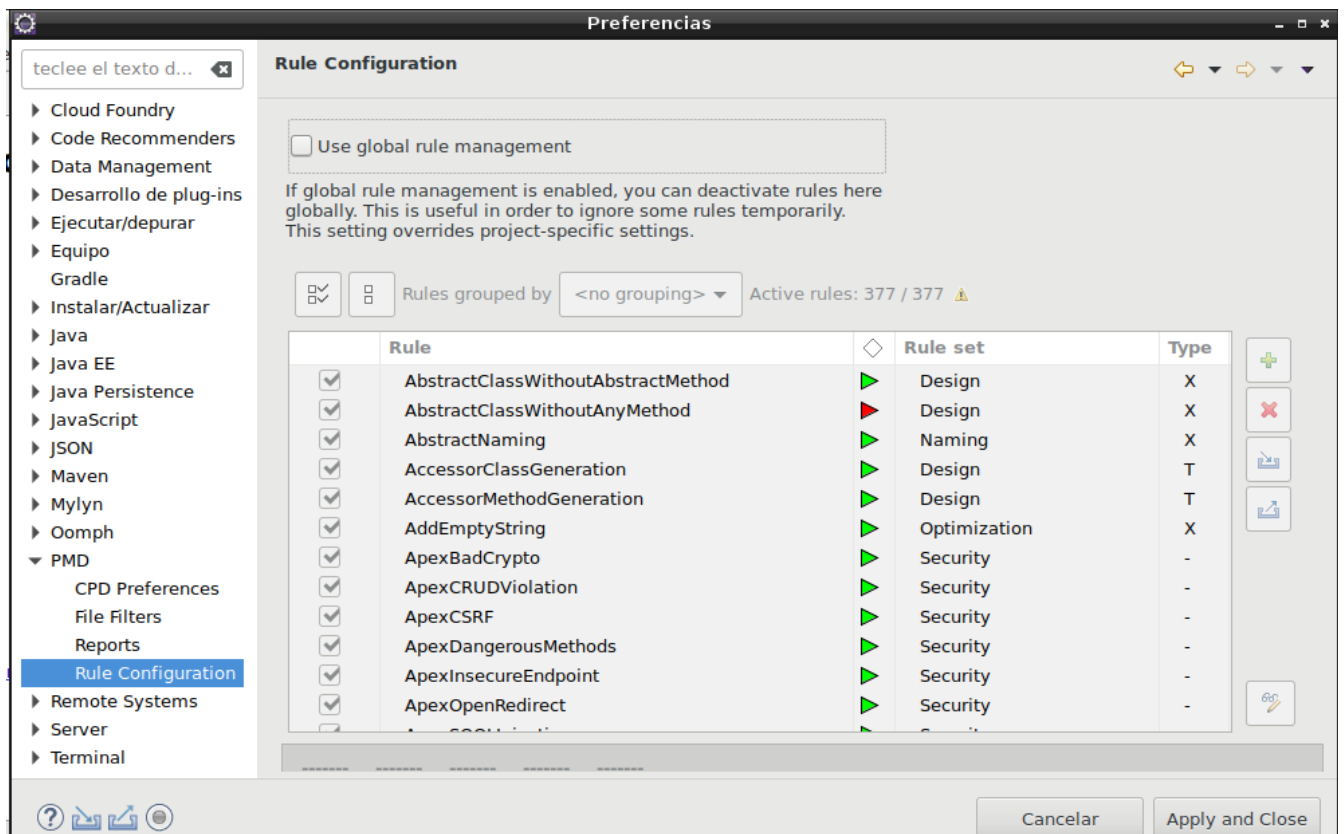 Preferencias
teclee el texto d...
Rule Configuration
Cloud Foundry
Code Recommenders
Data Management
Desarrollo de plug-ins
Ejecutar/depurar
Equipo
Gradle
Instalar/Actualizar
Java
Java EE
Java Persistence
JavaScript
JSON
Maven
Mylyn
Oomph
PMD
CPD Preferences
File Filters
Reports
Rule Configuration
Remote Systems
Server
Terminal
Use global rule management
If global rule management is enabled, you can deactivate rules here
globally. This is useful in order to ignore some rules temporarily.
This setting overrides project-specific settings.
Rules grouped by <no grouping> Active rules: 377 / 377
Rule Rule set Type
AbstractClassWithoutAbstractMethod Design X
AbstractClassWithoutAnyMethod Design X
AbstractNaming Naming X
AccessorClassGeneration Design T
AccessorMethodGeneration Design T
AddEmptyString Optimization X
ApexBadCrypto Security -
ApexCRUDViolation Security -
ApexCSRF Security -
ApexDangerousMethods Security -
ApexInsecureEndpoint Security -
ApexOpenRedirect Security -
Cancelar Apply and Close